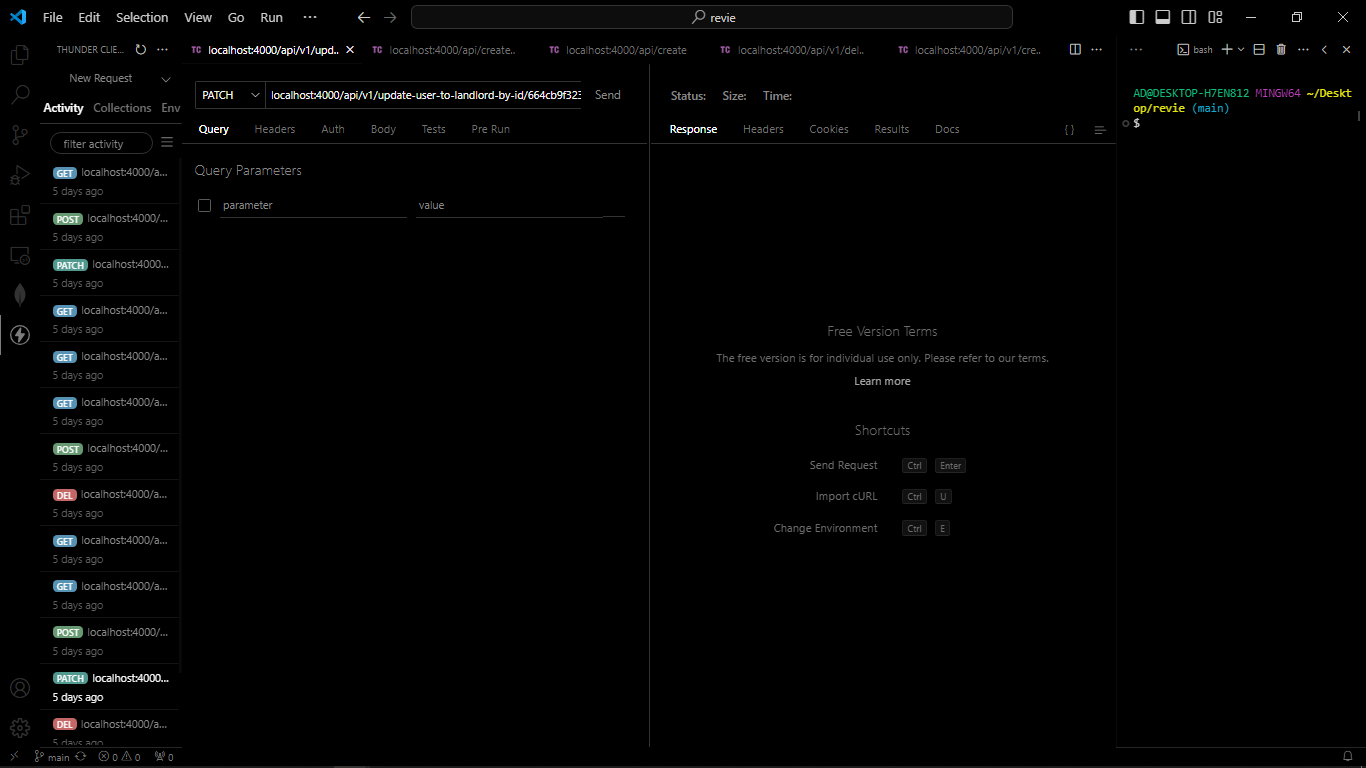 File Edit Selection View Go Run ···
revie
THUNDER CLIE...
TC localhost:4000/api/v1/upd..
TC localhost:4000/api/create..
TC localhost:4000/api/create
TC localhost:4000/api/v1/del..
TC localhost:4000/api/v1/cre..
bash
New Request
Activity Collections Env
filter activity
GET localhost:4000/a...
5 days ago
POST localhost:4000/...
5 days ago
PATCH localhost:4000...
5 days ago
GET localhost:4000/a...
5 days ago
GET localhost:4000/a...
5 days ago
GET localhost:4000/a...
5 days ago
POST localhost:4000/...
5 days ago
DEL localhost:4000/a...
5 days ago
GET localhost:4000/a...
5 days ago
GET localhost:4000/a...
5 days ago
POST localhost:4000/...
5 days ago
PATCH localhost:4000...
5 days ago
DEL localhost:4000/a...
5 days ago
PATCH localhost:4000/api/v1/update-user-to-landlord-by-id/664cb9f323 Send
Query Headers Auth Body Tests Pre Run
Query Parameters
parameter value
Status: Size: Time:
Response Headers Cookies Results Docs { }
Free Version Terms
The free version is for individual use only. Please refer to our terms.
Learn more
Shortcuts
Send Request Ctrl Enter
Import cURL Ctrl U
Change Environment Ctrl E
AD@DESKTOP-H7EN812 MINGW64 ~/Deskt
op/revie (main)
$
main 0 0 0